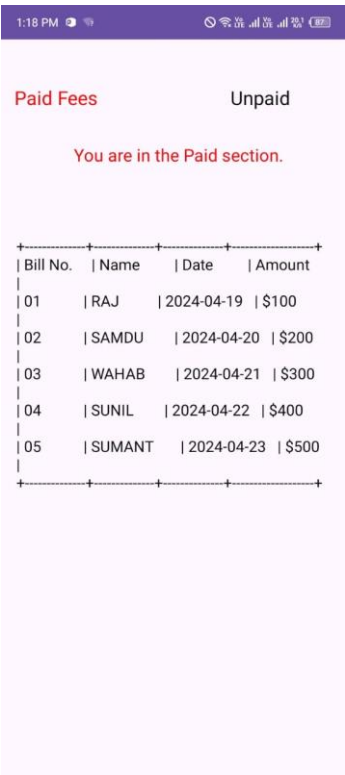 1:18 PM
Paid Fees Unpaid
You are in the Paid section.
+--------------+--------------+--------------+------------------+
| Bill No. | Name | Date | Amount
|
| 01 | RAJ | 2024-04-19 | $100
|
| 02 | SAMDU | 2024-04-20 | $200
|
| 03 | WAHAB | 2024-04-21 | $300
|
| 04 | SUNIL | 2024-04-22 | $400
|
| 05 | SUMANT | 2024-04-23 | $500
|
+--------------+--------------+--------------+------------------+